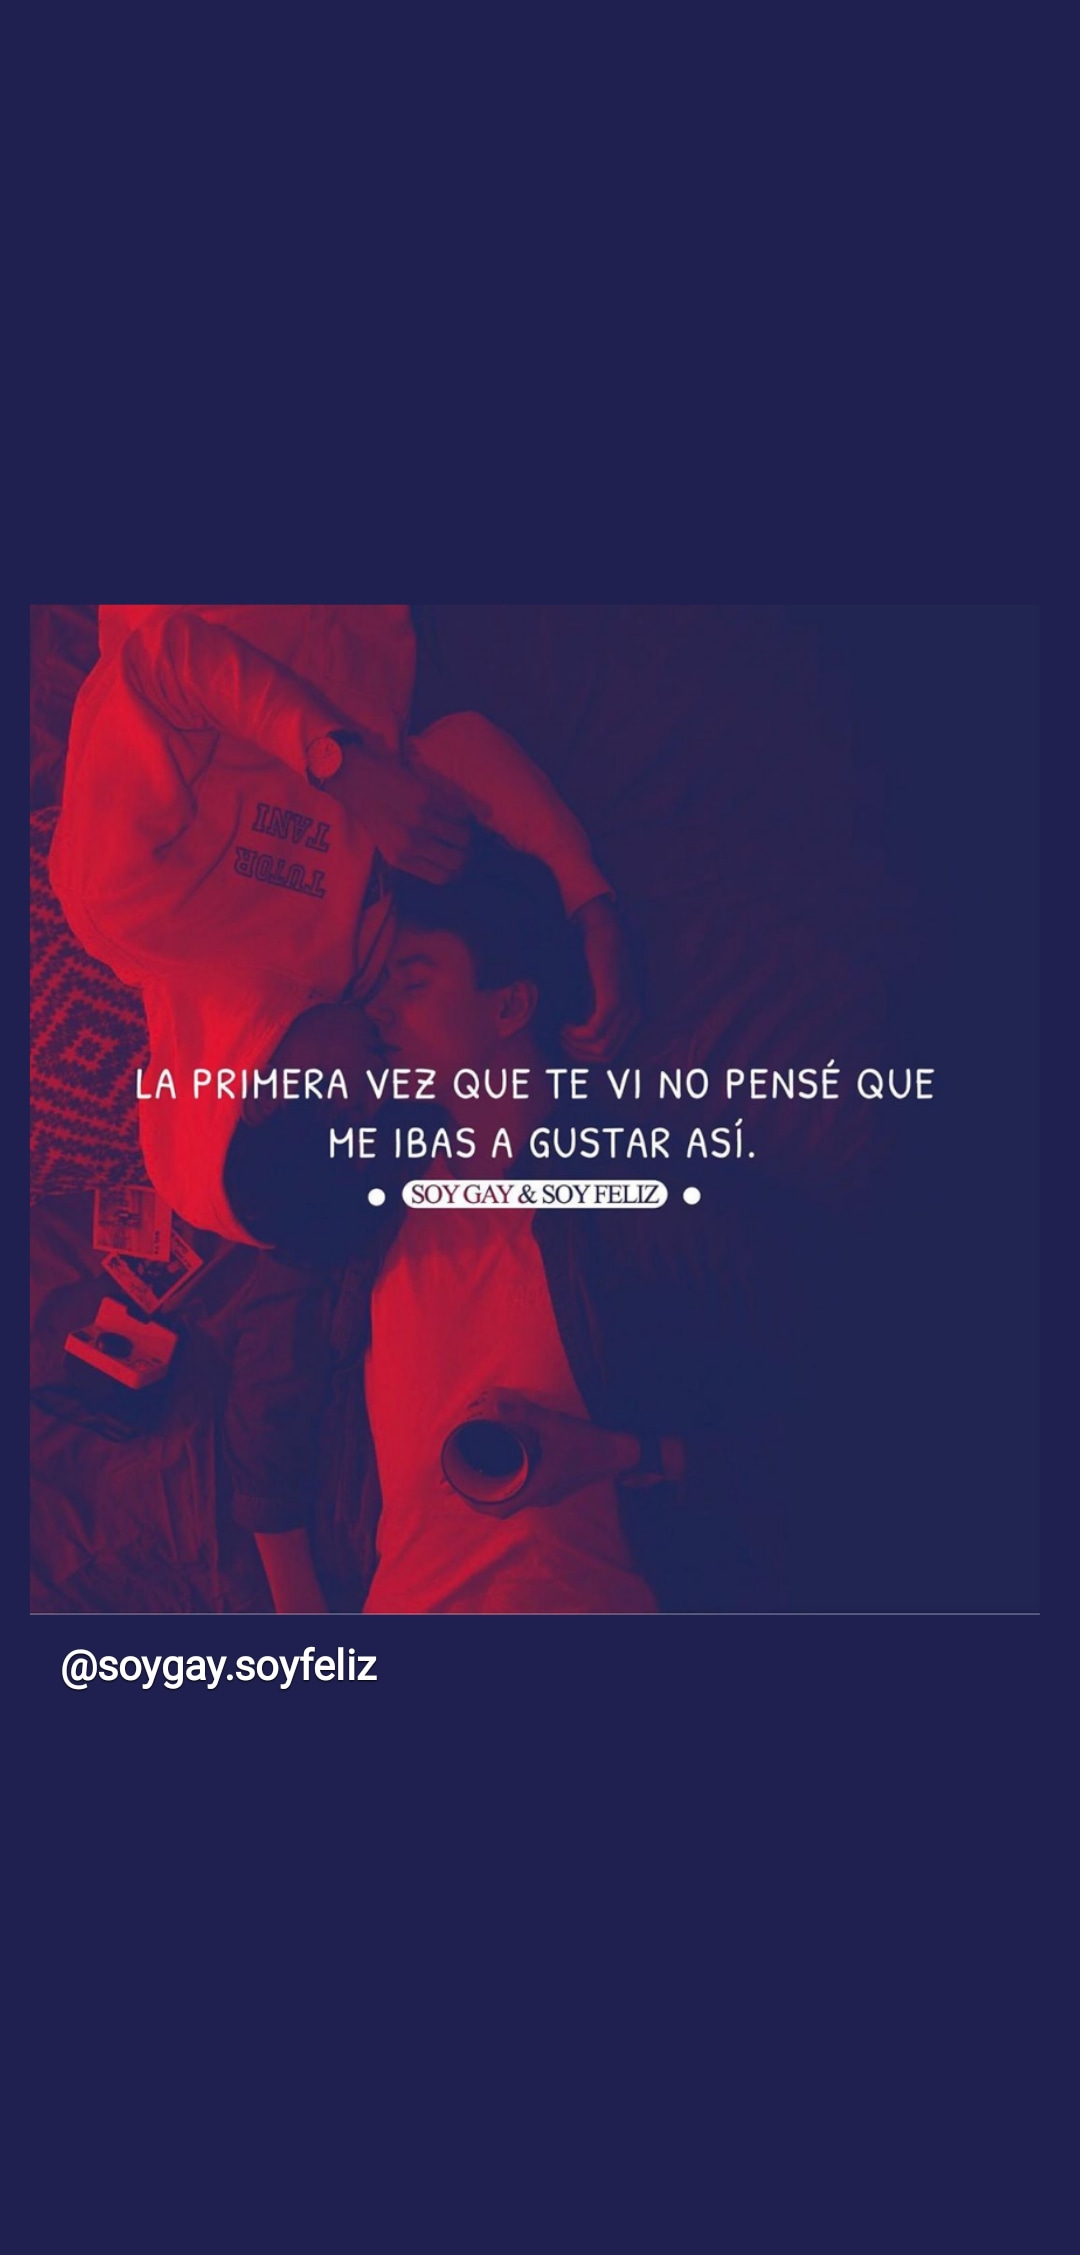 TUTOR
TANI
LA PRIMERA VEZ QUE TE VI NO PENSÉ QUE
ME IBAS A GUSTAR ASÍ.
• SOY GAY & SOY FELIZ •
@soygay.soyfeliz